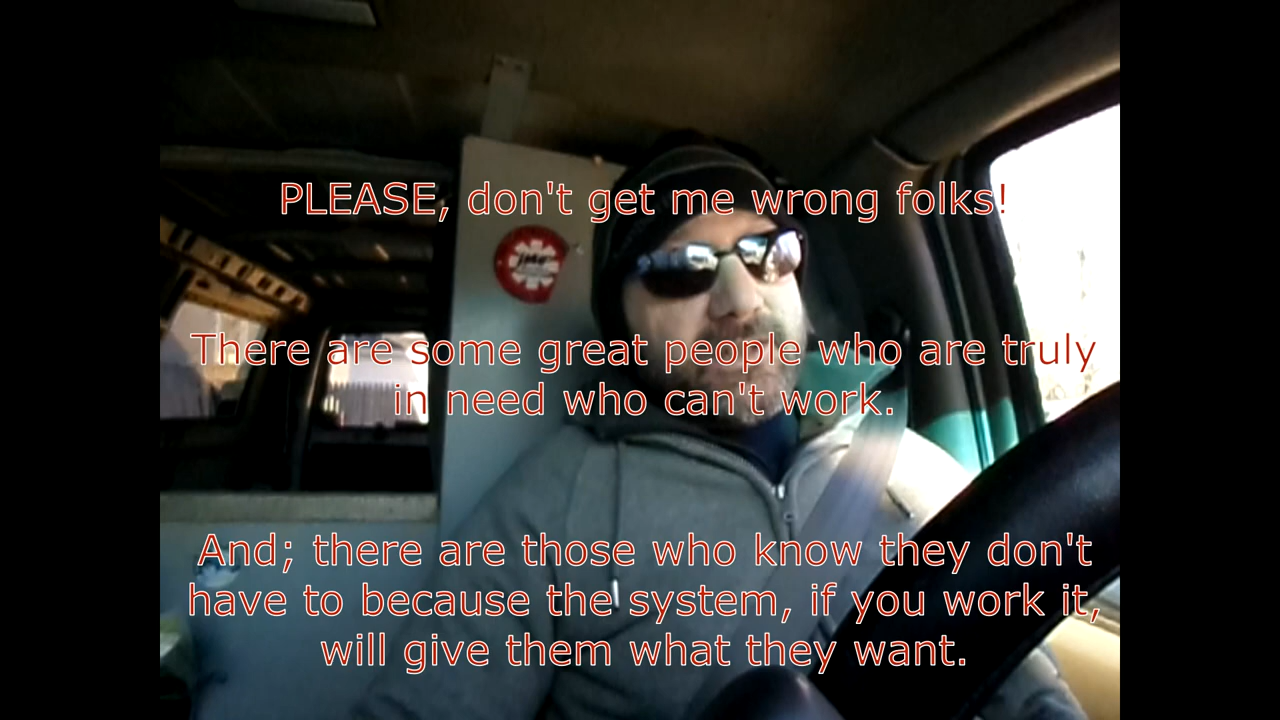 PLEASE, don't get me wrong folks!
There are some great people who are truly
in need who can't work.
And; there are those who know they don't
have to because the system, if you work it,
will give them what they want.